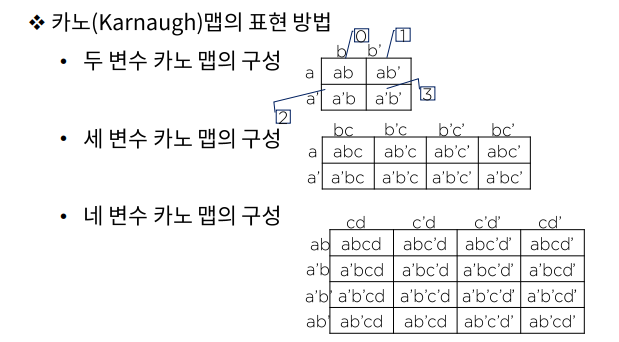 ❖ 카노(Karnaugh)맵의 표현 방법
• 두 변수 카노 맵의 구성
b b’ 0 1
a ab ab’
a’ a’b a’b’ 3
2
• 세 변수 카노 맵의 구성
bc b’c b’c’ bc’
a abc ab’c ab’c’ abc’
a’ a’bc a’b’c a’b’c’ a’bc’
• 네 변수 카노 맵의 구성
cd c’d c’d’ cd’
ab abcd abc’d abc’d’ abcd’
a’b a’bcd a’bc’d a’bc’d’ a’bcd’
a’b’ a’b’cd a’b’c’d a’b’c’d’ a’b’cd’
ab’ ab’cd ab’cd ab’c’d’ ab’cd’